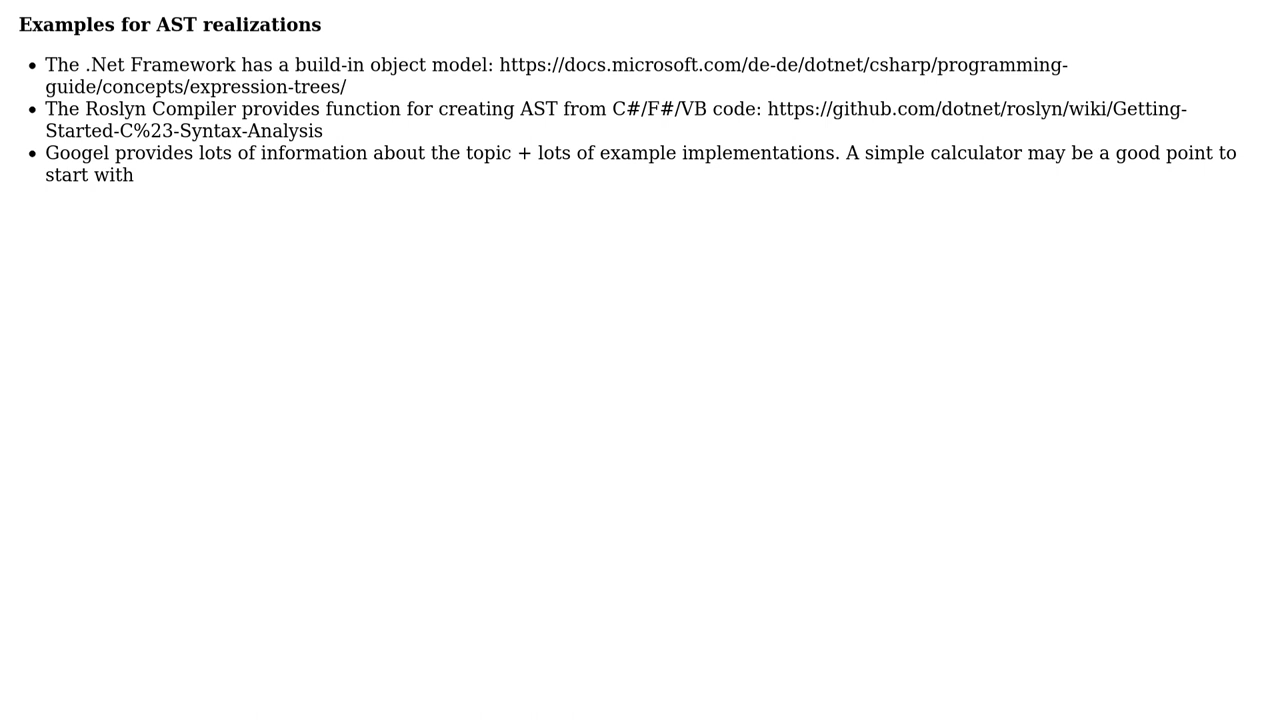 Examples for AST realizations
• The .Net Framework has a build-in object model: https://docs.microsoft.com/de-de/dotnet/csharp/programming-
guide/concepts/expression-trees/
• The Roslyn Compiler provides function for creating AST from C#/F#/VB code: https://github.com/dotnet/roslyn/wiki/Getting-
Started-C%23-Syntax-Analysis
• Googel provides lots of information about the topic + lots of example implementations. A simple calculator may be a good point to
start with